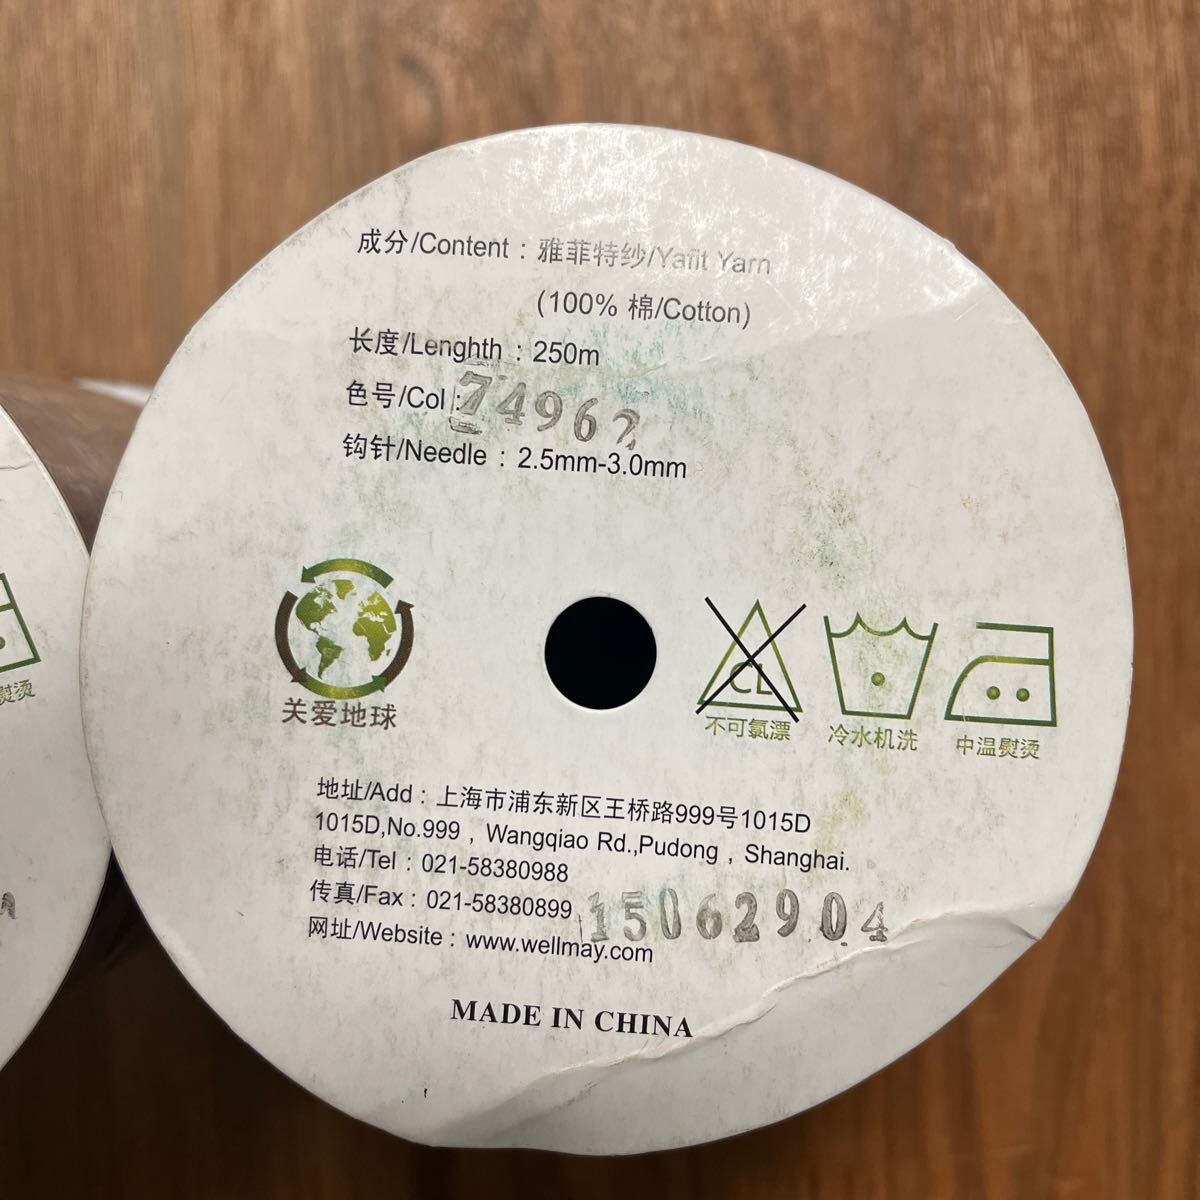 成分/Content : 雅菲特纱/Yafit Yarn
(100% 棉/Cotton)
长度/Lenghth : 250m
色号/Col : 74962
钩针/Needle : 2.5mm-3.0mm
关爱地球
CL
不可氯漂
冷水机洗
中温熨烫
熨烫
地址/Add : 上海市浦东新区王桥路999号1015D
1015D,No.999 , Wangqiao Rd.,Pudong , Shanghai.
电话/Tel : 021-58380988
传真/Fax : 021-58380899
15062904
网址/Website : www.wellmay.com
MADE IN CHINA